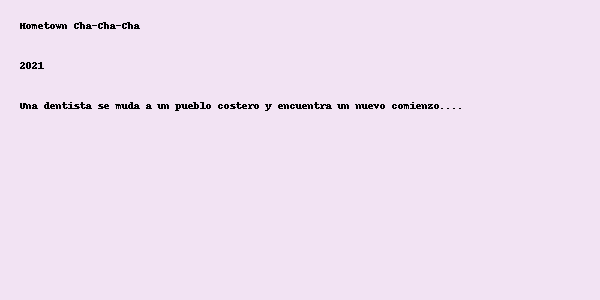 Hometown Cha-Cha-Cha
2021
Una dentista se muda a un pueblo costero y encuentra un nuevo comienzo....